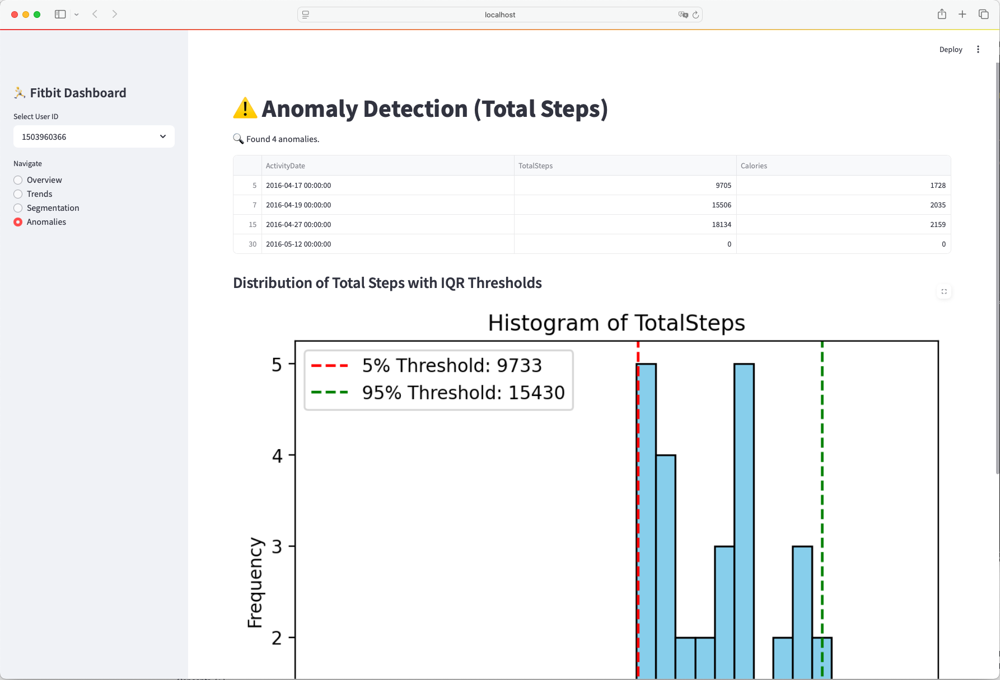 localhost
Deploy
Fitbit Dashboard
Select User ID
1503960366
Navigate
Overview
Trends
Segmentation
Anomalies
Anomaly Detection (Total Steps)
Found 4 anomalies.
ActivityDate TotalSteps Calories
5 2016-04-17 00:00:00 9705 1728
7 2016-04-19 00:00:00 15506 2035
15 2016-04-27 00:00:00 18134 2159
30 2016-05-12 00:00:00 0 0
Distribution of Total Steps with IQR Thresholds
Histogram of TotalSteps
5% Threshold: 9733
95% Threshold: 15430
5
4
3
2
Frequency